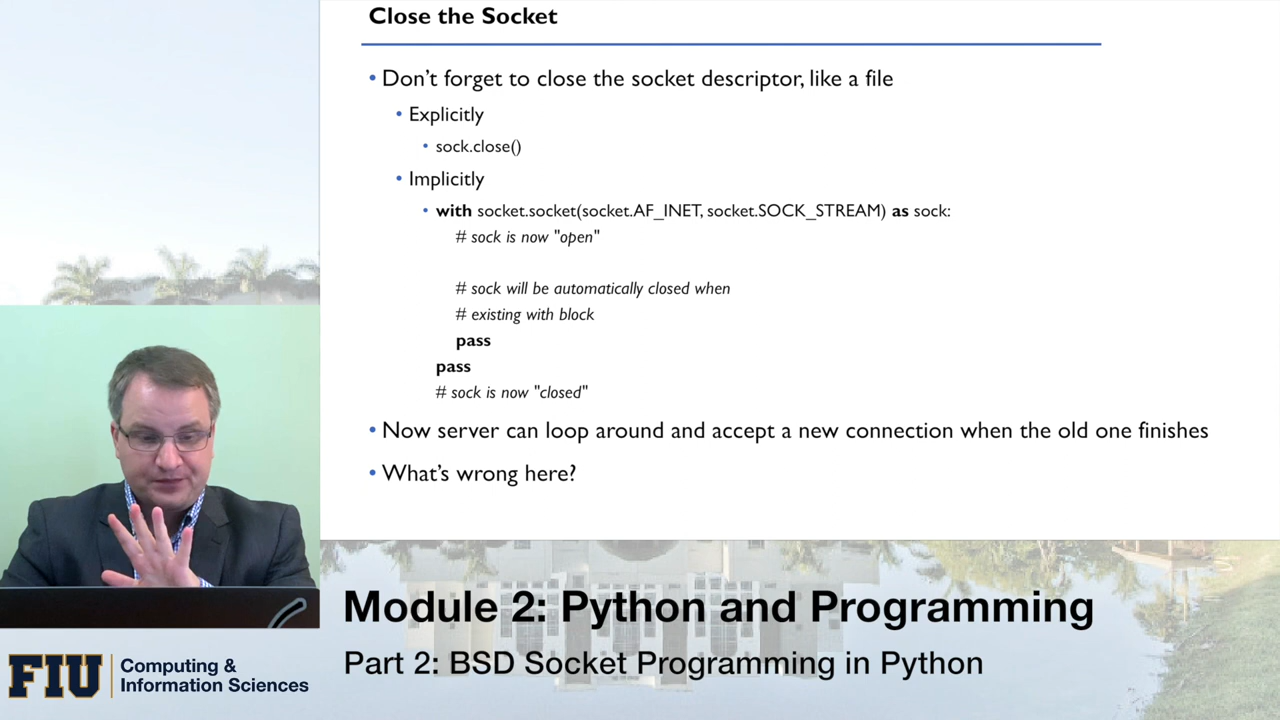 Close the Socket
• Don’t forget to close the socket descriptor, like a file
• Explicitly
• sock.close()
• Implicitly
• with socket.socket(socket.AF_INET, socket.SOCK_STREAM) as sock:
# sock is now "open"
# sock will be automatically closed when
# existing with block
pass
pass
# sock is now "closed"
• Now server can loop around and accept a new connection when the old one finishes
• What’s wrong here?
Module 2: Python and Programming
Part 2: BSD Socket Programming in Python
FIU
Computing &
Information Sciences